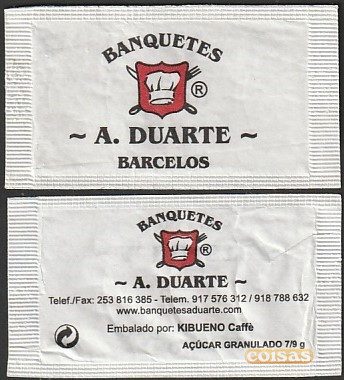 BANQUETES
®
~ A. DUARTE ~
BARCELOS
BANQUETES
®
~ A. DUARTE ~
Telef./Fax: 253 816 385 - Telem. 917 576 312 / 918 788 632
www.banquetesaduarte.com
Embalado por: KIBUENO Caffè
AÇÚCAR GRANULADO 7/9 g
coisas